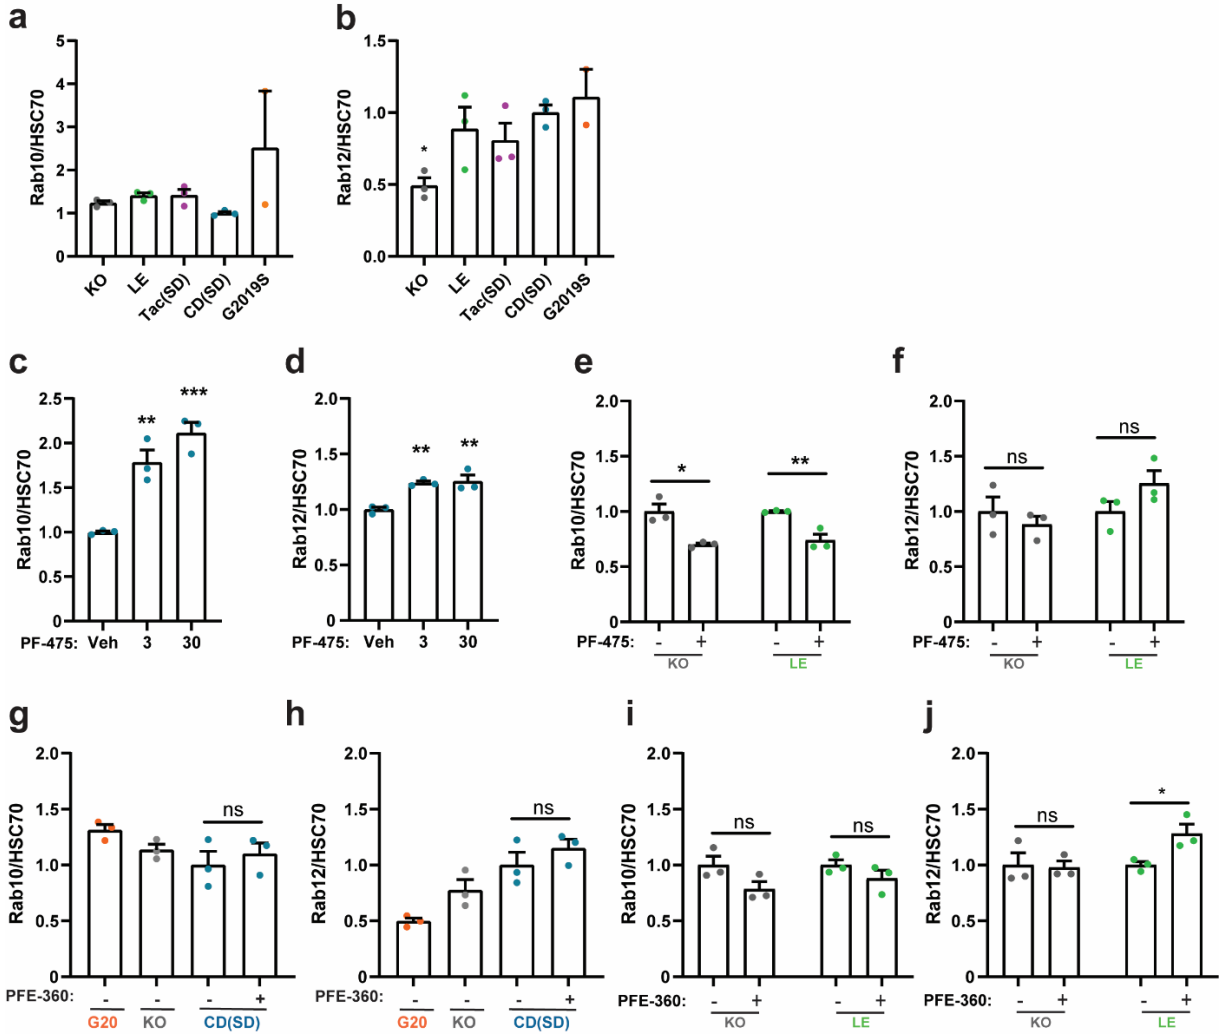 a
b
5
4
3
2
1
0
Rab10/HSC70
KO
LE
Tac(SD)
CD(SD)
G2019S
1.5
1.0
0.5
0.0
Rab12/HSC70
*
KO
LE
Tac(SD)
CD(SD)
G2019S
c
d
e
f
2.5
2.0
1.5
1.0
0.5
0
Rab10/HSC70
** ***
PF-475: Veh 3 30
2.0
1.5
1.0
0.5
0
Rab12/HSC70
** **
PF-475: Veh 3 30
2.0
1.5
1.0
0.5
0
Rab10/HSC70
* **
PF-475: - + - +
KO LE
2.0
1.5
1.0
0.5
0
Rab12/HSC70
ns ns
PF-475: - + - +
KO LE
g
h
i
j
2.0
1.5
1.0
0.5
0
Rab10/HSC70
ns
PFE-360: - - - +
G20 KO CD(SD)
2.0
1.5
1.0
0.5
0
Rab12/HSC70
ns
PFE-360: - - - +
G20 KO CD(SD)
2.0
1.5
1.0
0.5
0
Rab10/HSC70
ns ns
PFE-360: - + - +
KO LE
2.0
1.5
1.0
0.5
0
Rab12/HSC70
ns *
PFE-360: - + - +
KO LE